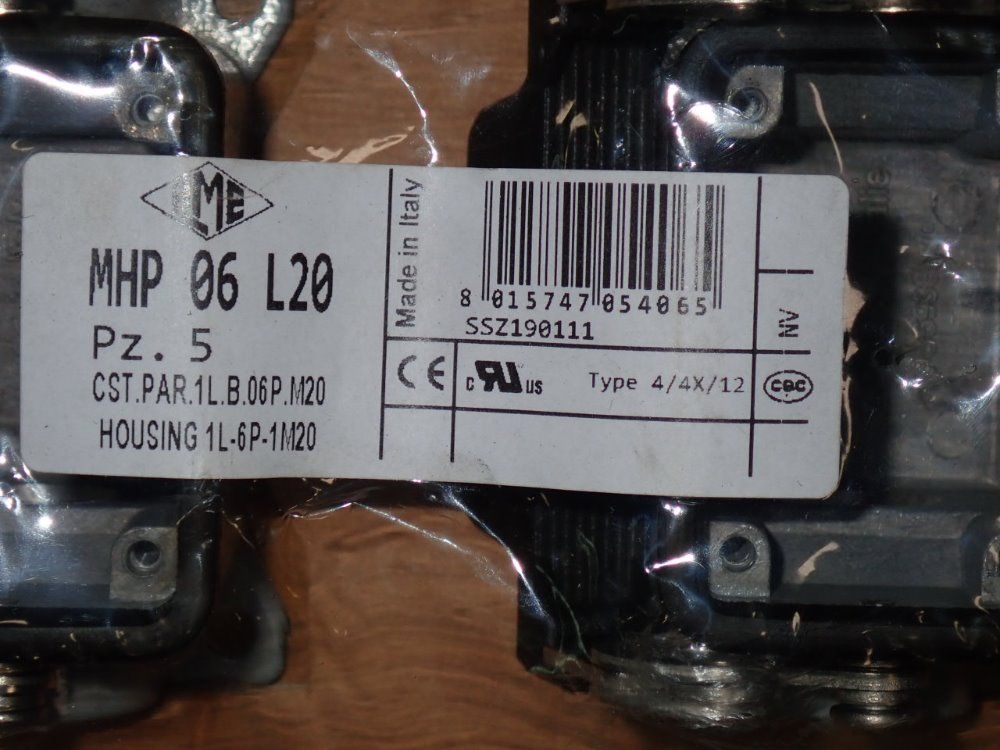 ME
MHP 06 L20
Pz. 5
CST.PAR.1L.B.06P.M20
HOUSING 1L-6P-1M20
Made in Italy
8 015747 054065
SSZ190111
NV
CE
c RU us
Type 4/4X/12
CQC